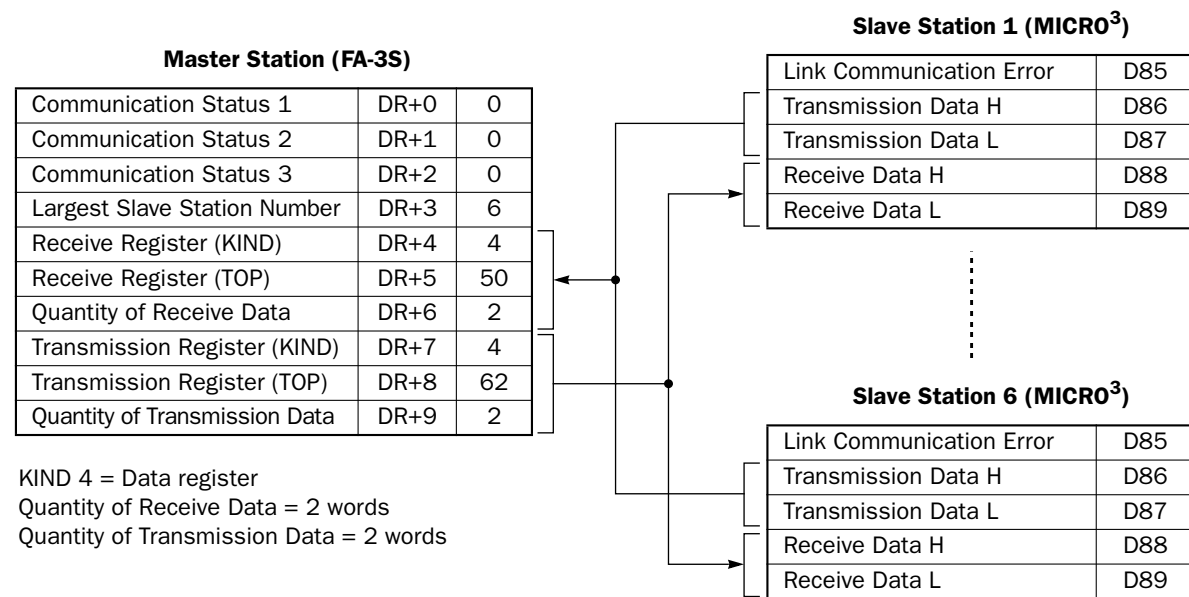 Master Station (FA-3S)
Communication Status 1 DR+0 0
Communication Status 2 DR+1 0
Communication Status 3 DR+2 0
Largest Slave Station Number DR+3 6
Receive Register (KIND) DR+4 4
Receive Register (TOP) DR+5 50
Quantity of Receive Data DR+6 2
Transmission Register (KIND) DR+7 4
Transmission Register (TOP) DR+8 62
Quantity of Transmission Data DR+9 2
KIND 4 = Data register
Quantity of Receive Data = 2 words
Quantity of Transmission Data = 2 words
Slave Station 1 (MICRO³)
Link Communication Error D85
Transmission Data H D86
Transmission Data L D87
Receive Data H D88
Receive Data L D89
Slave Station 6 (MICRO³)
Link Communication Error D85
Transmission Data H D86
Transmission Data L D87
Receive Data H D88
Receive Data L D89